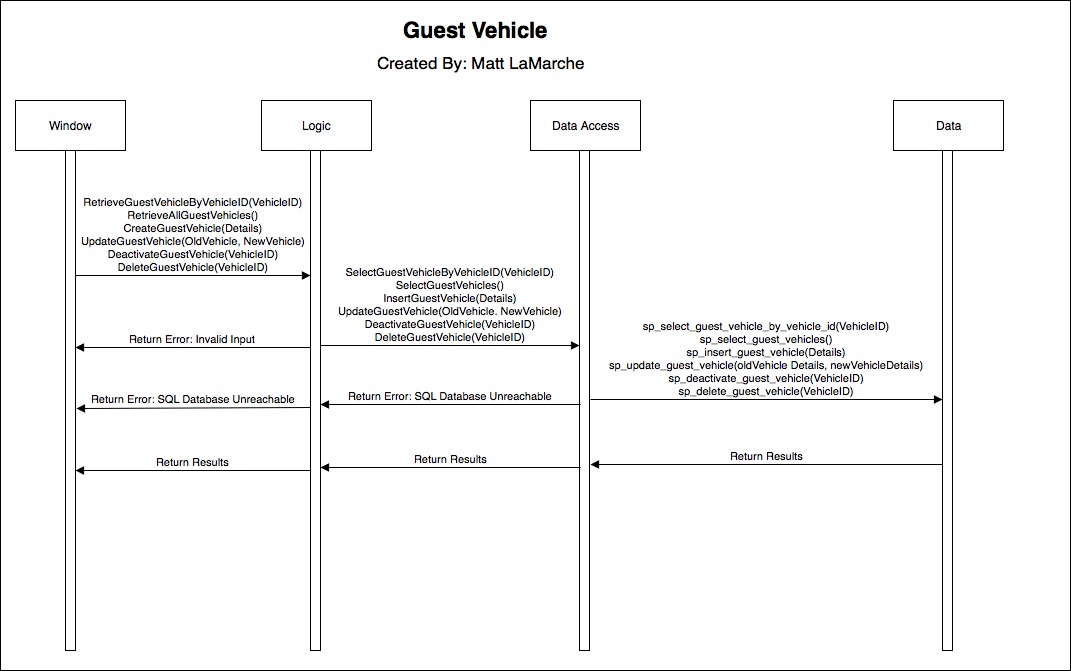 Guest Vehicle
Created By: Matt LaMarche
Window
Logic
Data Access
Data
RetrieveGuestVehicleByVehicleID(VehicleID)
RetrieveAllGuestVehicles()
CreateGuestVehicle(Details)
UpdateGuestVehicle(OldVehicle, NewVehicle)
DeactivateGuestVehicle(VehicleID)
DeleteGuestVehicle(VehicleID)
SelectGuestVehicleByVehicleID(VehicleID)
SelectGuestVehicles()
InsertGuestVehicle(Details)
UpdateGuestVehicle(OldVehicle. NewVehicle)
DeactivateGuestVehicle(VehicleID)
DeleteGuestVehicle(VehicleID)
sp_select_guest_vehicle_by_vehicle_id(VehicleID)
sp_select_guest_vehicles()
sp_insert_guest_vehicle(Details)
sp_update_guest_vehicle(oldVehicle Details, newVehicleDetails)
sp_deactivate_guest_vehicle(VehicleID)
sp_delete_guest_vehicle(VehicleID)
Return Error: Invalid Input
Return Error: SQL Database Unreachable
Return Error: SQL Database Unreachable
Return Results
Return Results
Return Results